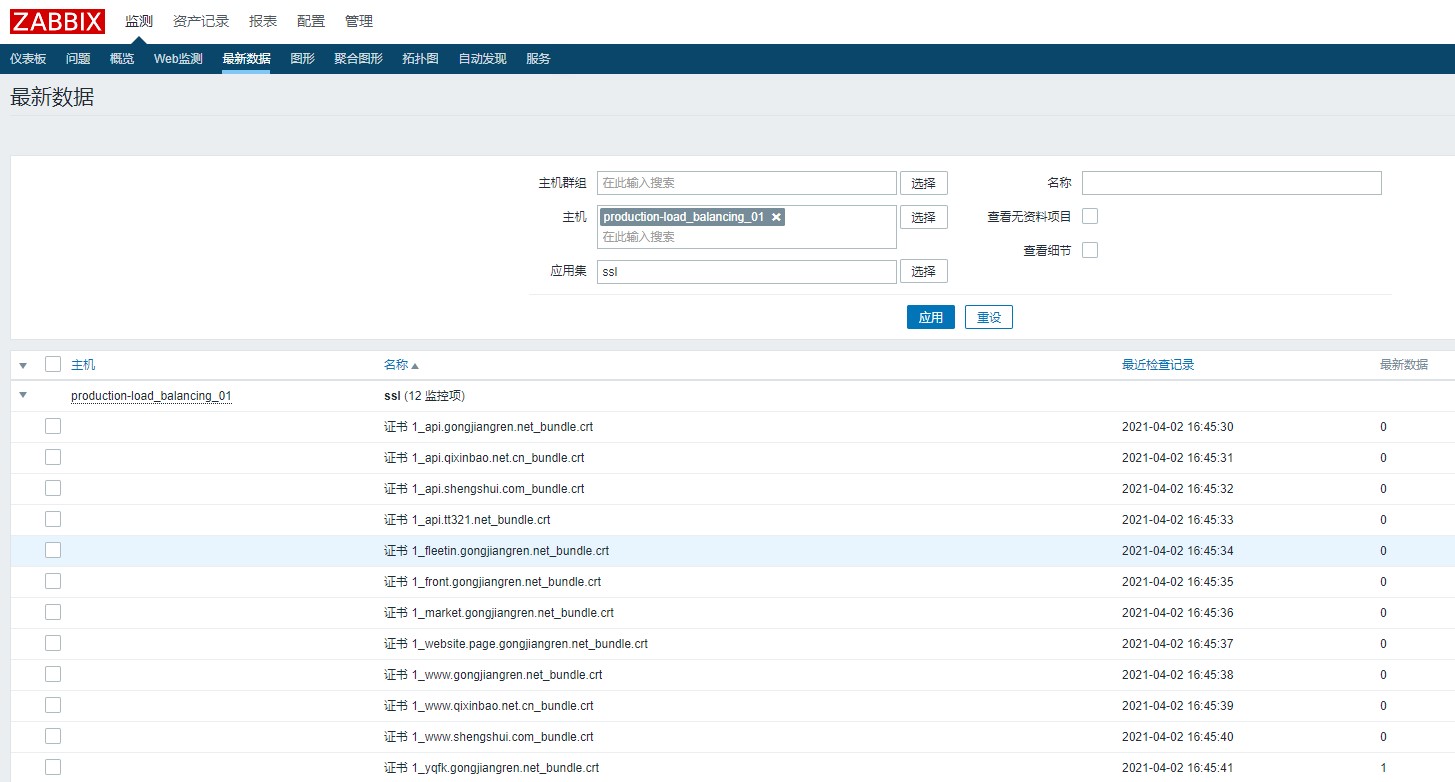 ZABBIX 监测 资产记录 报表 配置 管理
仪表板 问题 概览 Web监测 最新数据 图形 聚合图形 拓扑图 自动发现 服务
最新数据
主机群组 在此输入搜索 选择 名称
主机 production-load_balancing_01 选择 查看无资料项目
在此输入搜索
查看细节
应用集 ssl 选择
应用 重设
主机 名称 最近检查记录 最新数据
production-load_balancing_01 ssl (12 监控项)
证书 1_api.gongjiangren.net_bundle.crt 2021-04-02 16:45:30 0
证书 1_api.qixinbao.net.cn_bundle.crt 2021-04-02 16:45:31 0
证书 1_api.shengshui.com_bundle.crt 2021-04-02 16:45:32 0
证书 1_api.tt321.net_bundle.crt 2021-04-02 16:45:33 0
证书 1_fleetin.gongjiangren.net_bundle.crt 2021-04-02 16:45:34 0
证书 1_front.gongjiangren.net_bundle.crt 2021-04-02 16:45:35 0
证书 1_market.gongjiangren.net_bundle.crt 2021-04-02 16:45:36 0
证书 1_website.page.gongjiangren.net_bundle.crt 2021-04-02 16:45:37 0
证书 1_www.gongjiangren.net_bundle.crt 2021-04-02 16:45:38 0
证书 1_www.qixinbao.net.cn_bundle.crt 2021-04-02 16:45:39 0
证书 1_www.shengshui.com_bundle.crt 2021-04-02 16:45:40 0
证书 1_yqfk.gongjiangren.net_bundle.crt 2021-04-02 16:45:41 1